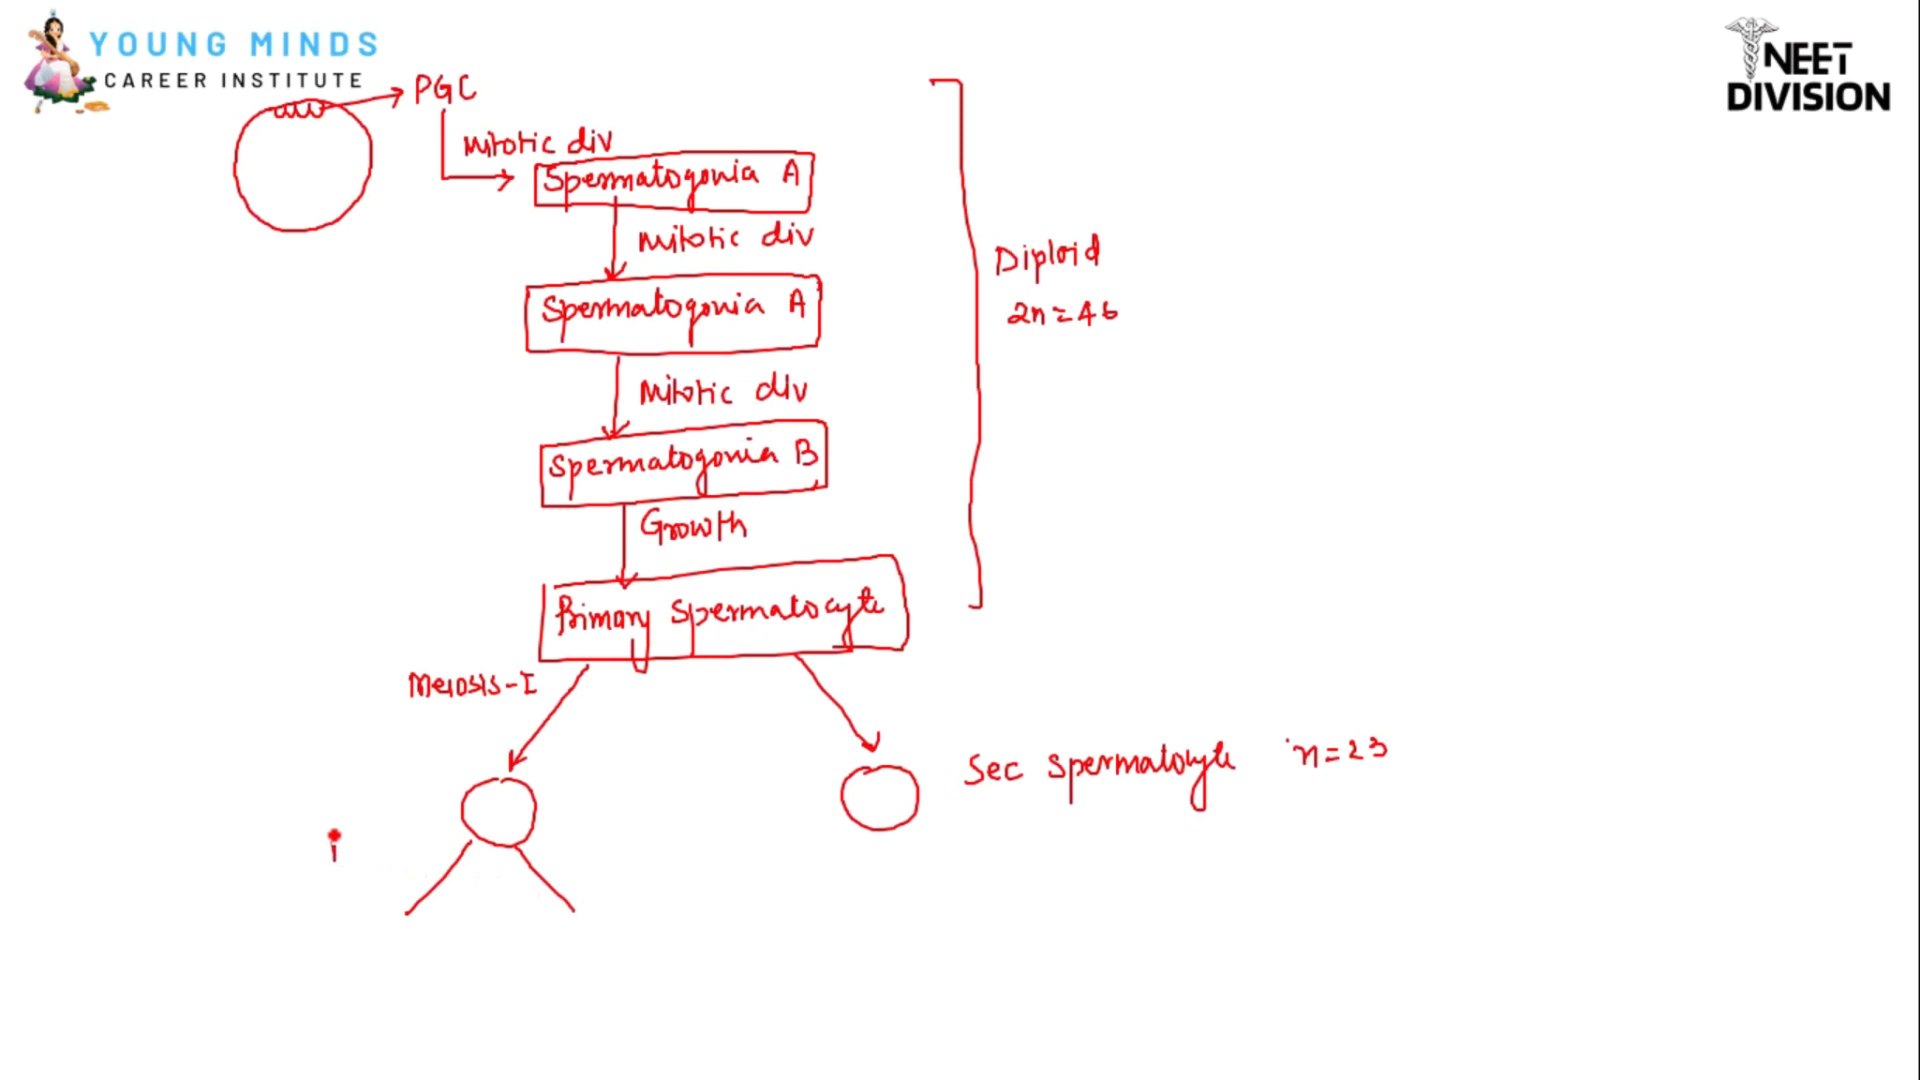 YOUNG MINDS
CAREER INSTITUTE
NEET
DIVISION
PGC
Mitotic div
Spermatogonia A
Mitotic div
Spermatogonia A
Mitotic div
Spermatogonia B
Growth
Primary Spermatocyte
Diploid
2n = 46
Meiosis-I
Sec Spermatocyte n = 23